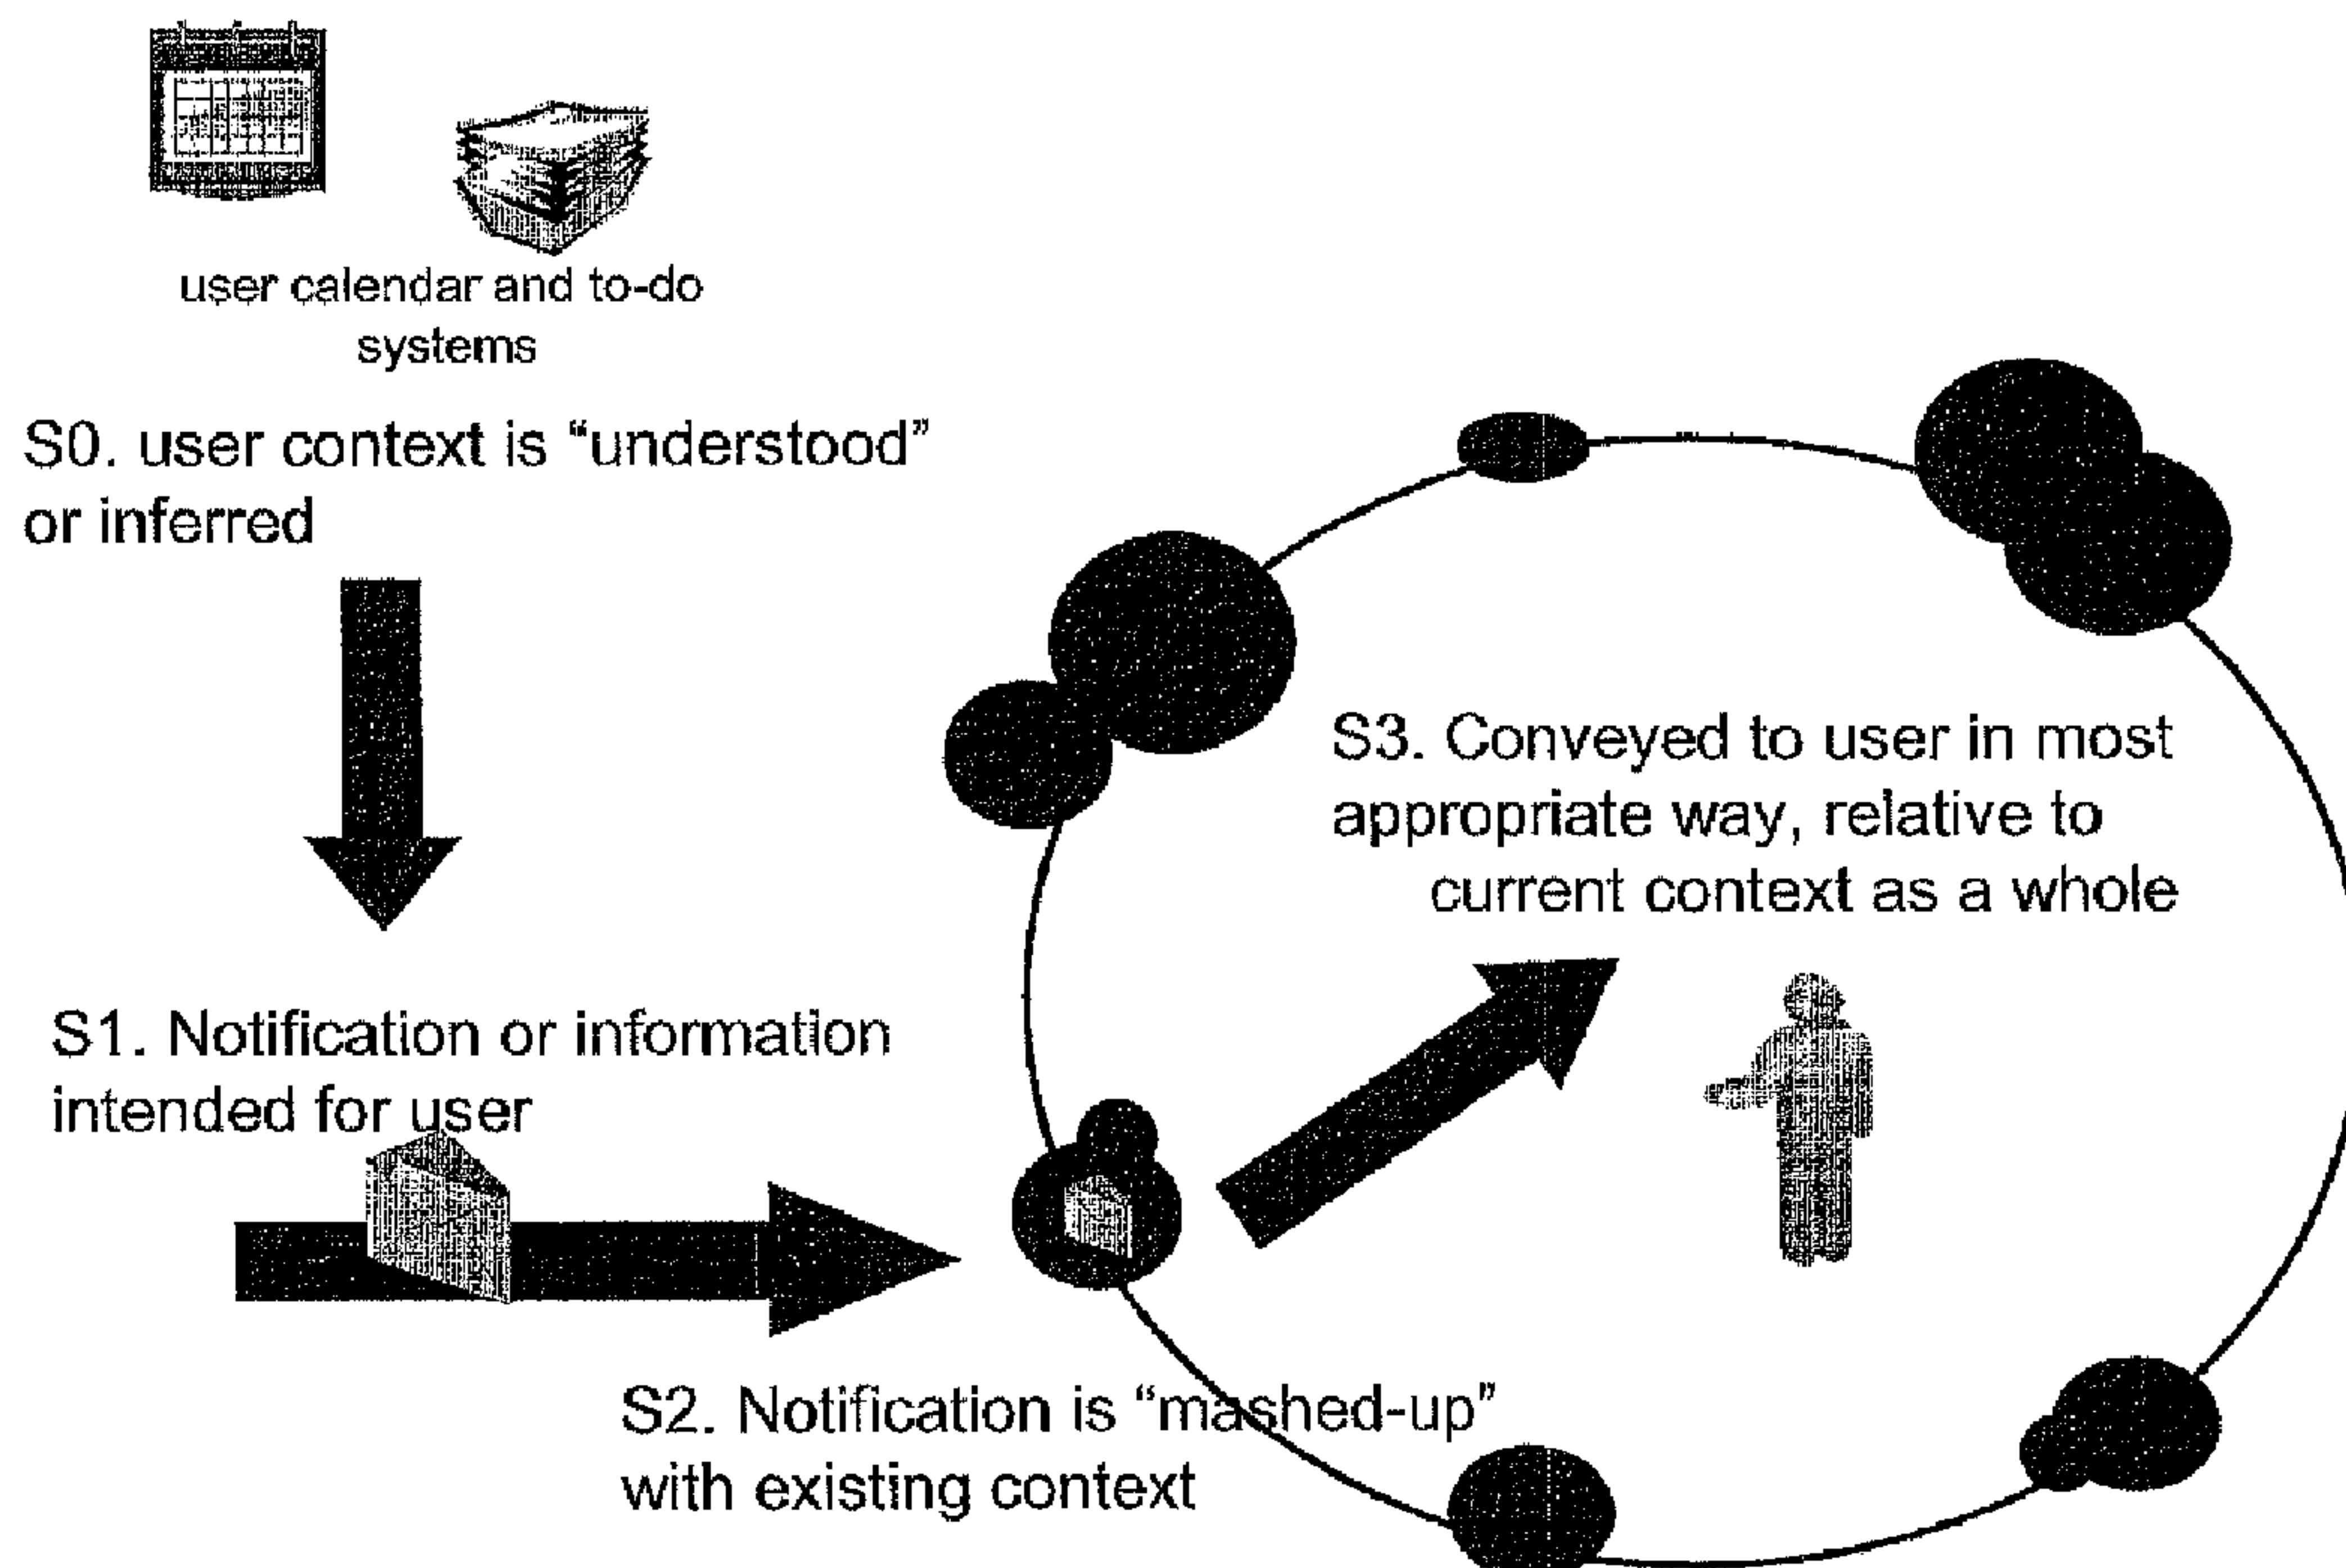 user calendar and to-do
systems
S0. user context is “understood”
or inferred
S1. Notification or information
intended for user
S2. Notification is “mashed-up”
with existing context
S3. Conveyed to user in most
appropriate way, relative to
current context as a whole